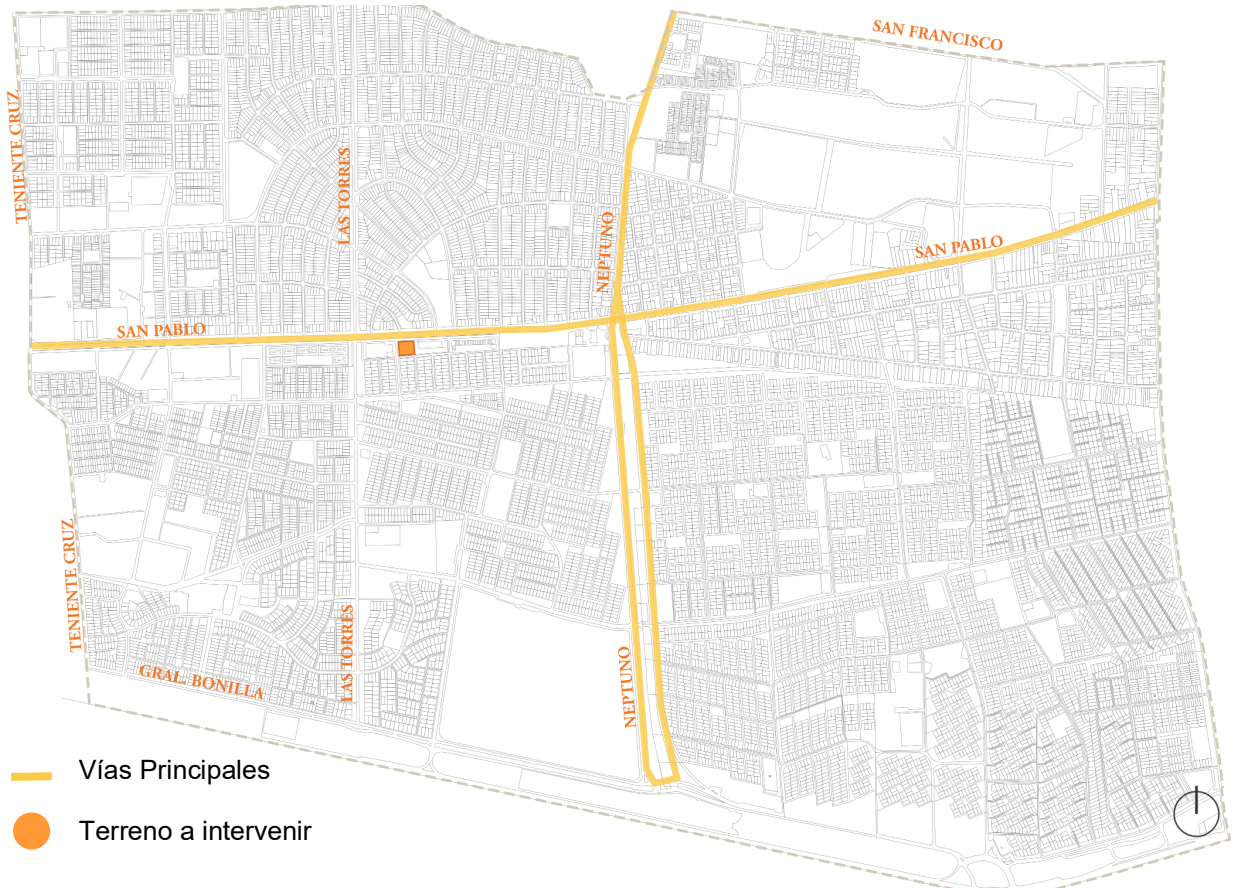 SAN FRANCISCO
TENIENTE CRUZ
LAS TORRES
NEPTUNO
SAN PABLO
SAN PABLO
TENIENTE CRUZ
LAS TORRES
NEPTUNO
GRAL. BONILLA
Vías Principales
Terreno a intervenir